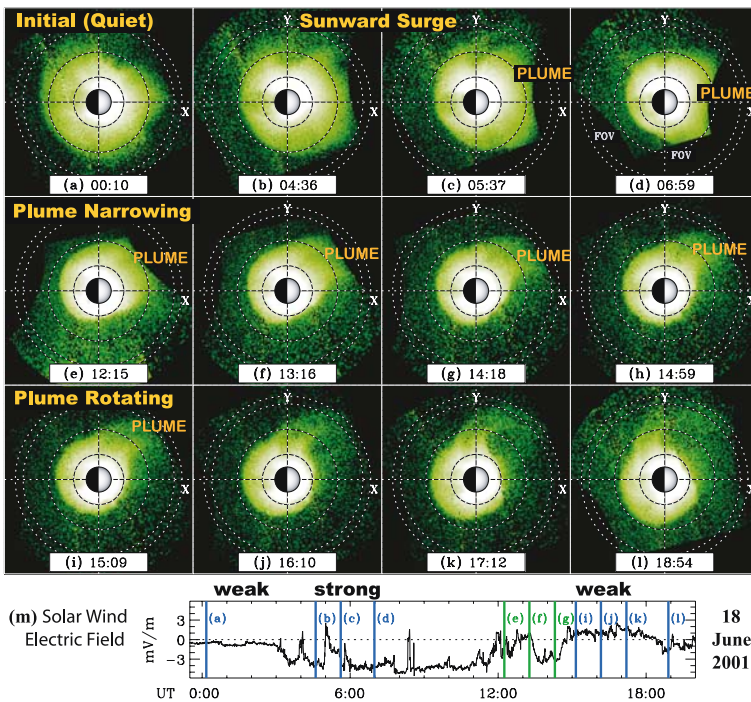 Initial (Quiet)
Sunward Surge
Y
Y
PLUME
X
PLUME
X
FOV
FOV
(a) 00:10
(b) 04:36
(c) 05:37
(d) 06:59
Plume Narrowing
Y
Y
PLUME
PLUME
PLUME
PLUME
X
X
(e) 12:15
(f) 13:16
(g) 14:18
(h) 14:59
Plume Rotating
Y
Y
PLUME
X
X
(i) 15:09
(j) 16:10
(k) 17:12
(l) 18:54
weak
strong
weak
(m) Solar Wind
Electric Field
mV/m
3
0
-3
(a)
(b)
(c)
(d)
(e)
(f)
(g)
(i)
(j)
(k)
(l)
18
June
2001
UT
0:00
6:00
12:00
18:00